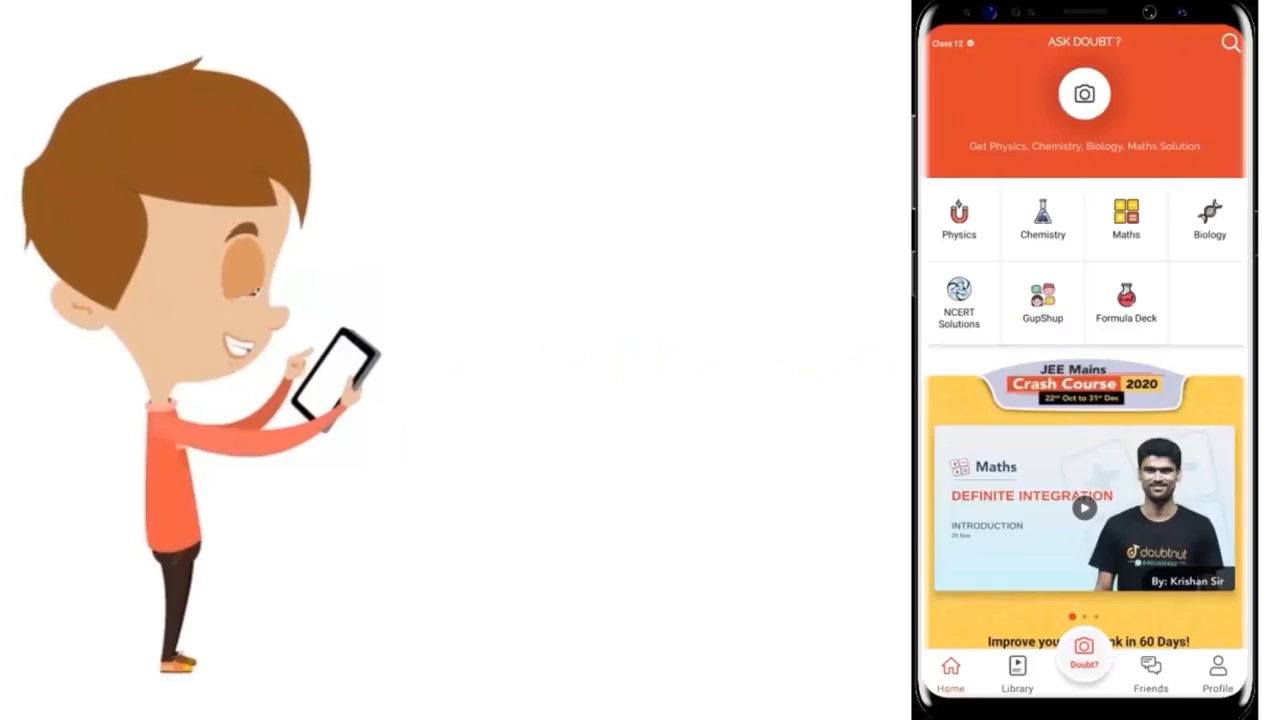 Class 12
ASK DOUBT ?
Get Physics, Chemistry, Biology, Maths Solution
Physics
Chemistry
Maths
Biology
NCERT
Solutions
GupShup
Formula Deck
JEE Mains
Crash Course 2020
22nd Oct to 31st Dec
Maths
DEFINITE INTEGRATION
INTRODUCTION
doubtnut
By: Krishan Sir
in 60 Days!
Doubt?
Home
Library
Friends
Profile